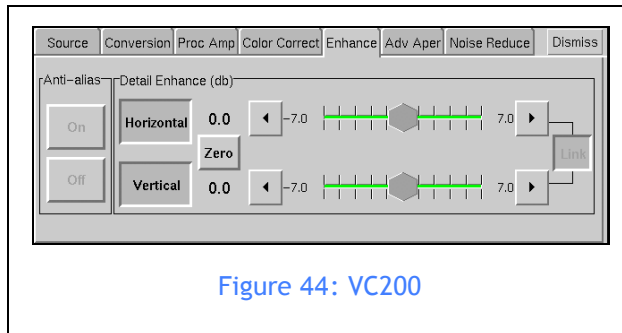 Source Conversion Proc Amp Color Correct Enhance Adv Aper Noise Reduce Dismiss
Anti-alias Detail Enhance (db)
On Horizontal 0.0 -7.0 7.0
Zero Link
Off Vertical 0.0 -7.0 7.0
Figure 44: VC200